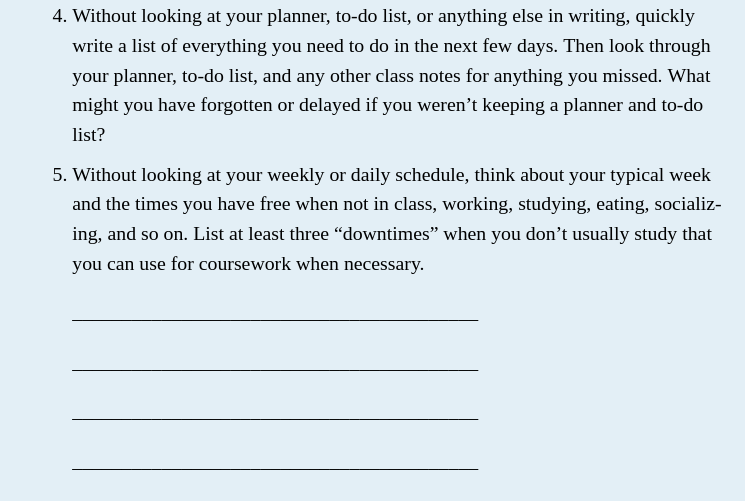 4. Without looking at your planner, to-do list, or anything else in writing, quickly
write a list of everything you need to do in the next few days. Then look through
your planner, to-do list, and any other class notes for anything you missed. What
might you have forgotten or delayed if you weren’t keeping a planner and to-do
list?
5. Without looking at your weekly or daily schedule, think about your typical week
and the times you have free when not in class, working, studying, eating, socializ-
ing, and so on. List at least three “downtimes” when you don’t usually study that
you can use for coursework when necessary.